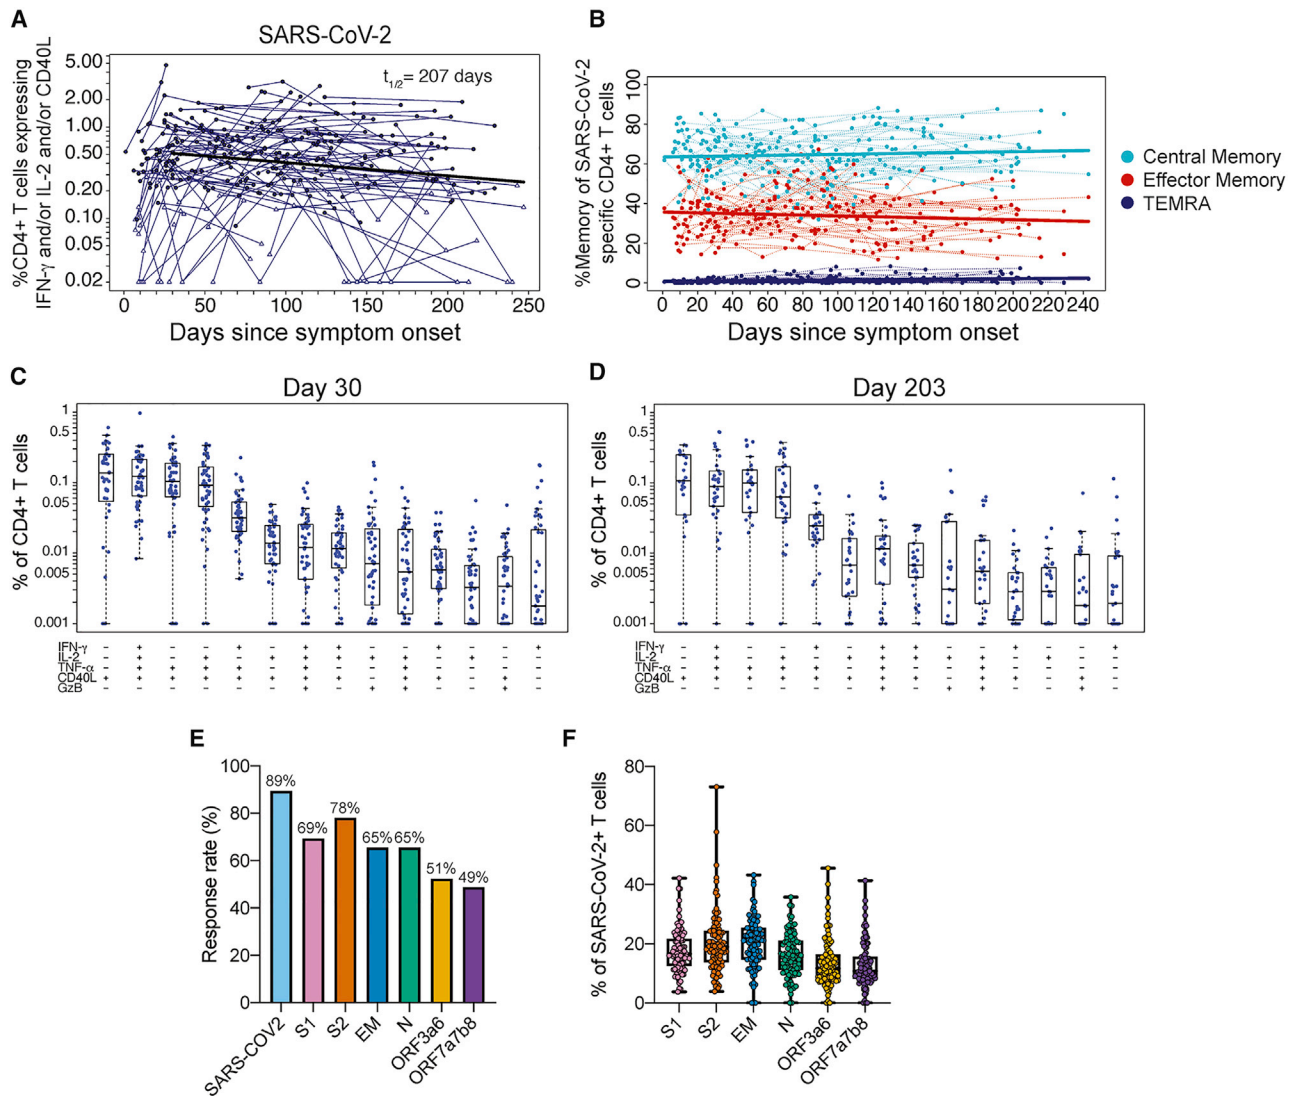 A
SARS-CoV-2
%CD4+ T cells expressing
IFN-γ and/or IL-2 and/or CD40L
5.00
2.00
1.00
0.50
0.20
0.10
0.05
0.02
t1/2= 207 days
0 50 100 150 200 250
Days since symptom onset
B
%Memory of SARS-CoV-2
specific CD4+ T cells
100
80
60
40
20
0
0 20 40 60 80 100 120 140 160 180 200 220 240
Days since symptom onset
Central Memory
Effector Memory
TEMRA
C
Day 30
% of CD4+ T cells
1
0.5
0.1
0.05
0.01
0.005
0.001
IFN-γ – + – – + – + + – – – – – +
IL-2 – + – + – + + + + – – + – –
TNF-α – + + + + – + – – + – – – –
CD40L + + + + + + + + – + + – – –
GzB – – – – – – + – + + – – + –
D
Day 203
% of CD4+ T cells
1
0.5
0.1
0.05
0.01
0.005
0.001
IFN-γ
IL-2
TNF-α
CD40L
GzB
E
Response rate (%)
100
80
60
40
20
0
89%
69%
78%
65%
65%
51%
49%
SARS-COV2
S1
S2
EM
N
ORF3a6
ORF7a7b8
F
% of SARS-CoV-2+ T cells
80
60
40
20
0
S1
S2
EM
N
ORF3a6
ORF7a7b8